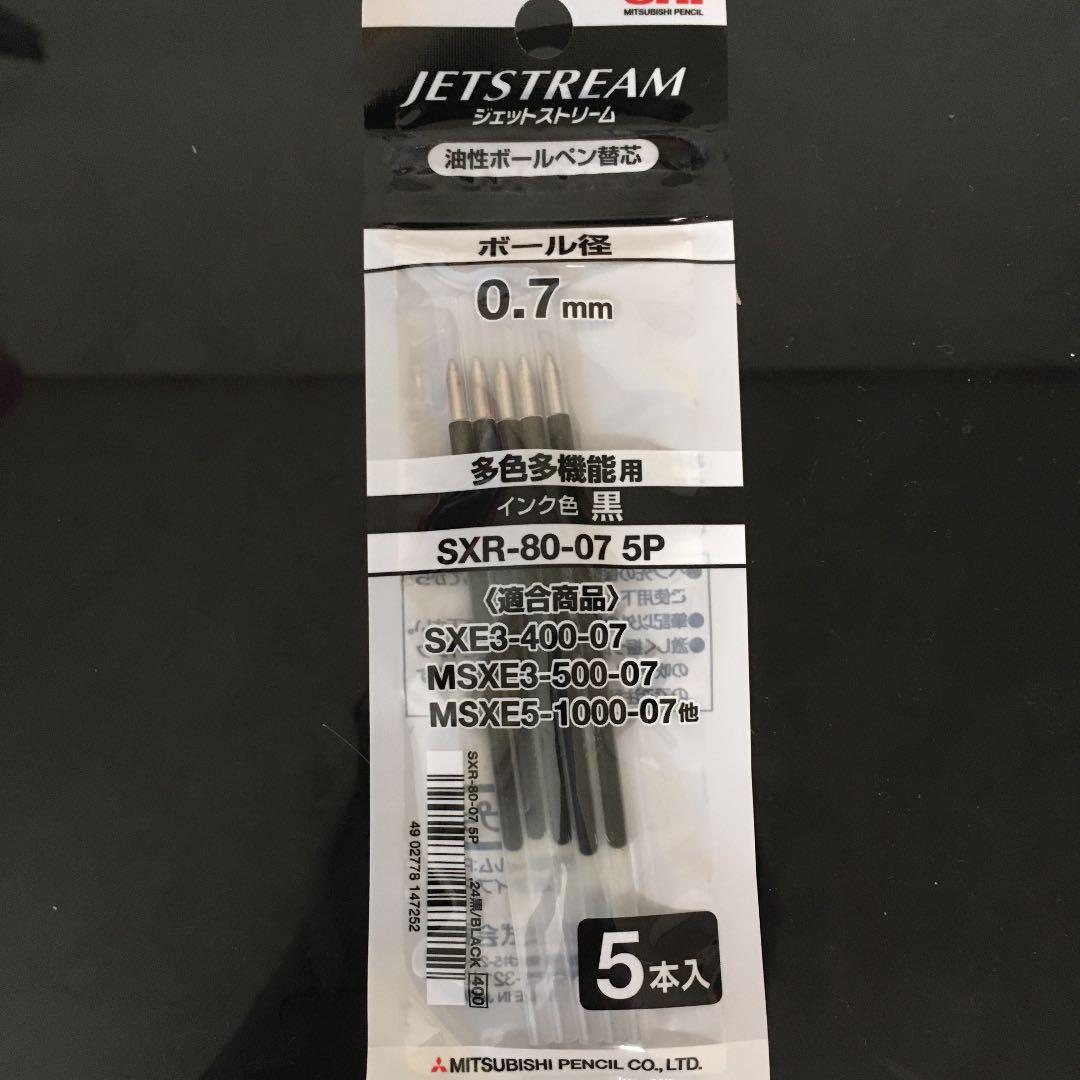 MITSUBISHI PENCIL
JETSTREAM
ジェットストリーム
油性ボールペン替芯
ボール径
0.7mm
多色多機能用
インク色 黒
SXR-80-07 5P
〈適合商品〉
SXE3-400-07
MSXE3-500-07
MSXE5-1000-07他
SXR-80-07 5P .24黒/BLACK 400
49 02778 147252
5本入
MITSUBISHI PENCIL CO., LTD.